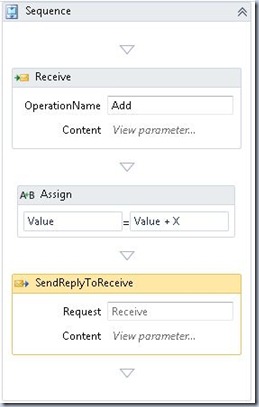 Sequence
Receive
OperationName Add
Content View parameter...
A+B Assign
Value = Value + X
SendReplyToReceive
Request Receive
Content View parameter...